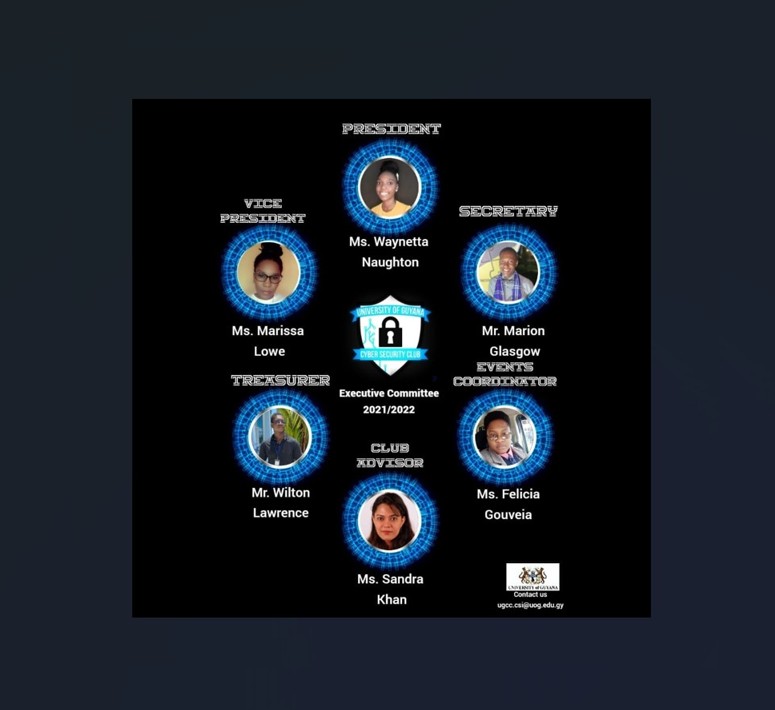 PRESIDENT
Ms. Waynetta
Naughton
VICE
PRESIDENT
Ms. Marissa
Lowe
SECRETARY
Mr. Marion
Glasgow
UNIVERSITY OF GUYANA
CYBER SECURITY CLUB
Executive Committee
2021/2022
TREASURER
Mr. Wilton
Lawrence
EVENTS
COORDINATOR
Ms. Felicia
Gouveia
CLUB
ADVISOR
Ms. Sandra
Khan
UNIVERSITY of GUYANA
Contact us
ugcc.csi@uog.edu.gy